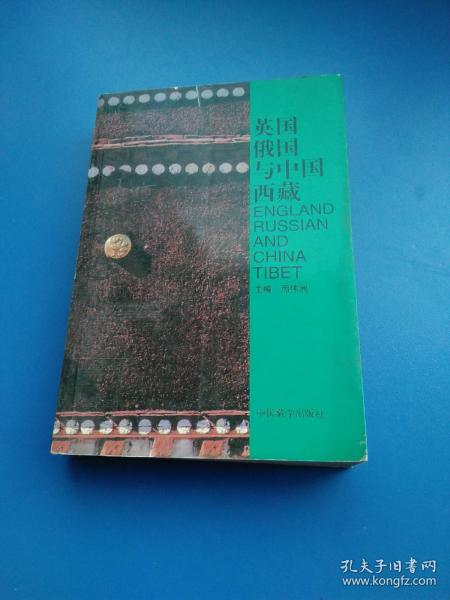 英国
俄国
与中国
西藏
ENGLAND
RUSSIAN
AND
CHINA
TIBET
主编 周伟洲
中国藏学出版社
孔夫子旧书网
www.kongfz.com